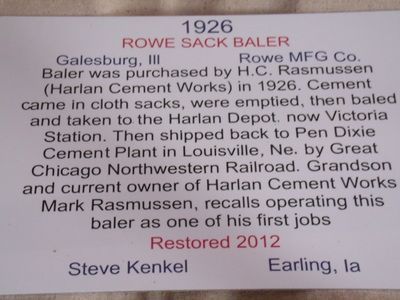 1926
ROWE SACK BALER
Galesburg, Ill Rowe MFG Co.
Baler was purchased by H.C. Rasmussen
(Harlan Cement Works) in 1926. Cement
came in cloth sacks, were emptied, then baled
and taken to the Harlan Depot. now Victoria
Station. Then shipped back to Pen Dixie
Cement Plant in Louisville, Ne. by Great
Chicago Northwestern Railroad. Grandson
and current owner of Harlan Cement Works
Mark Rasmussen, recalls operating this
baler as one of his first jobs
Restored 2012
Steve Kenkel Earling, Ia